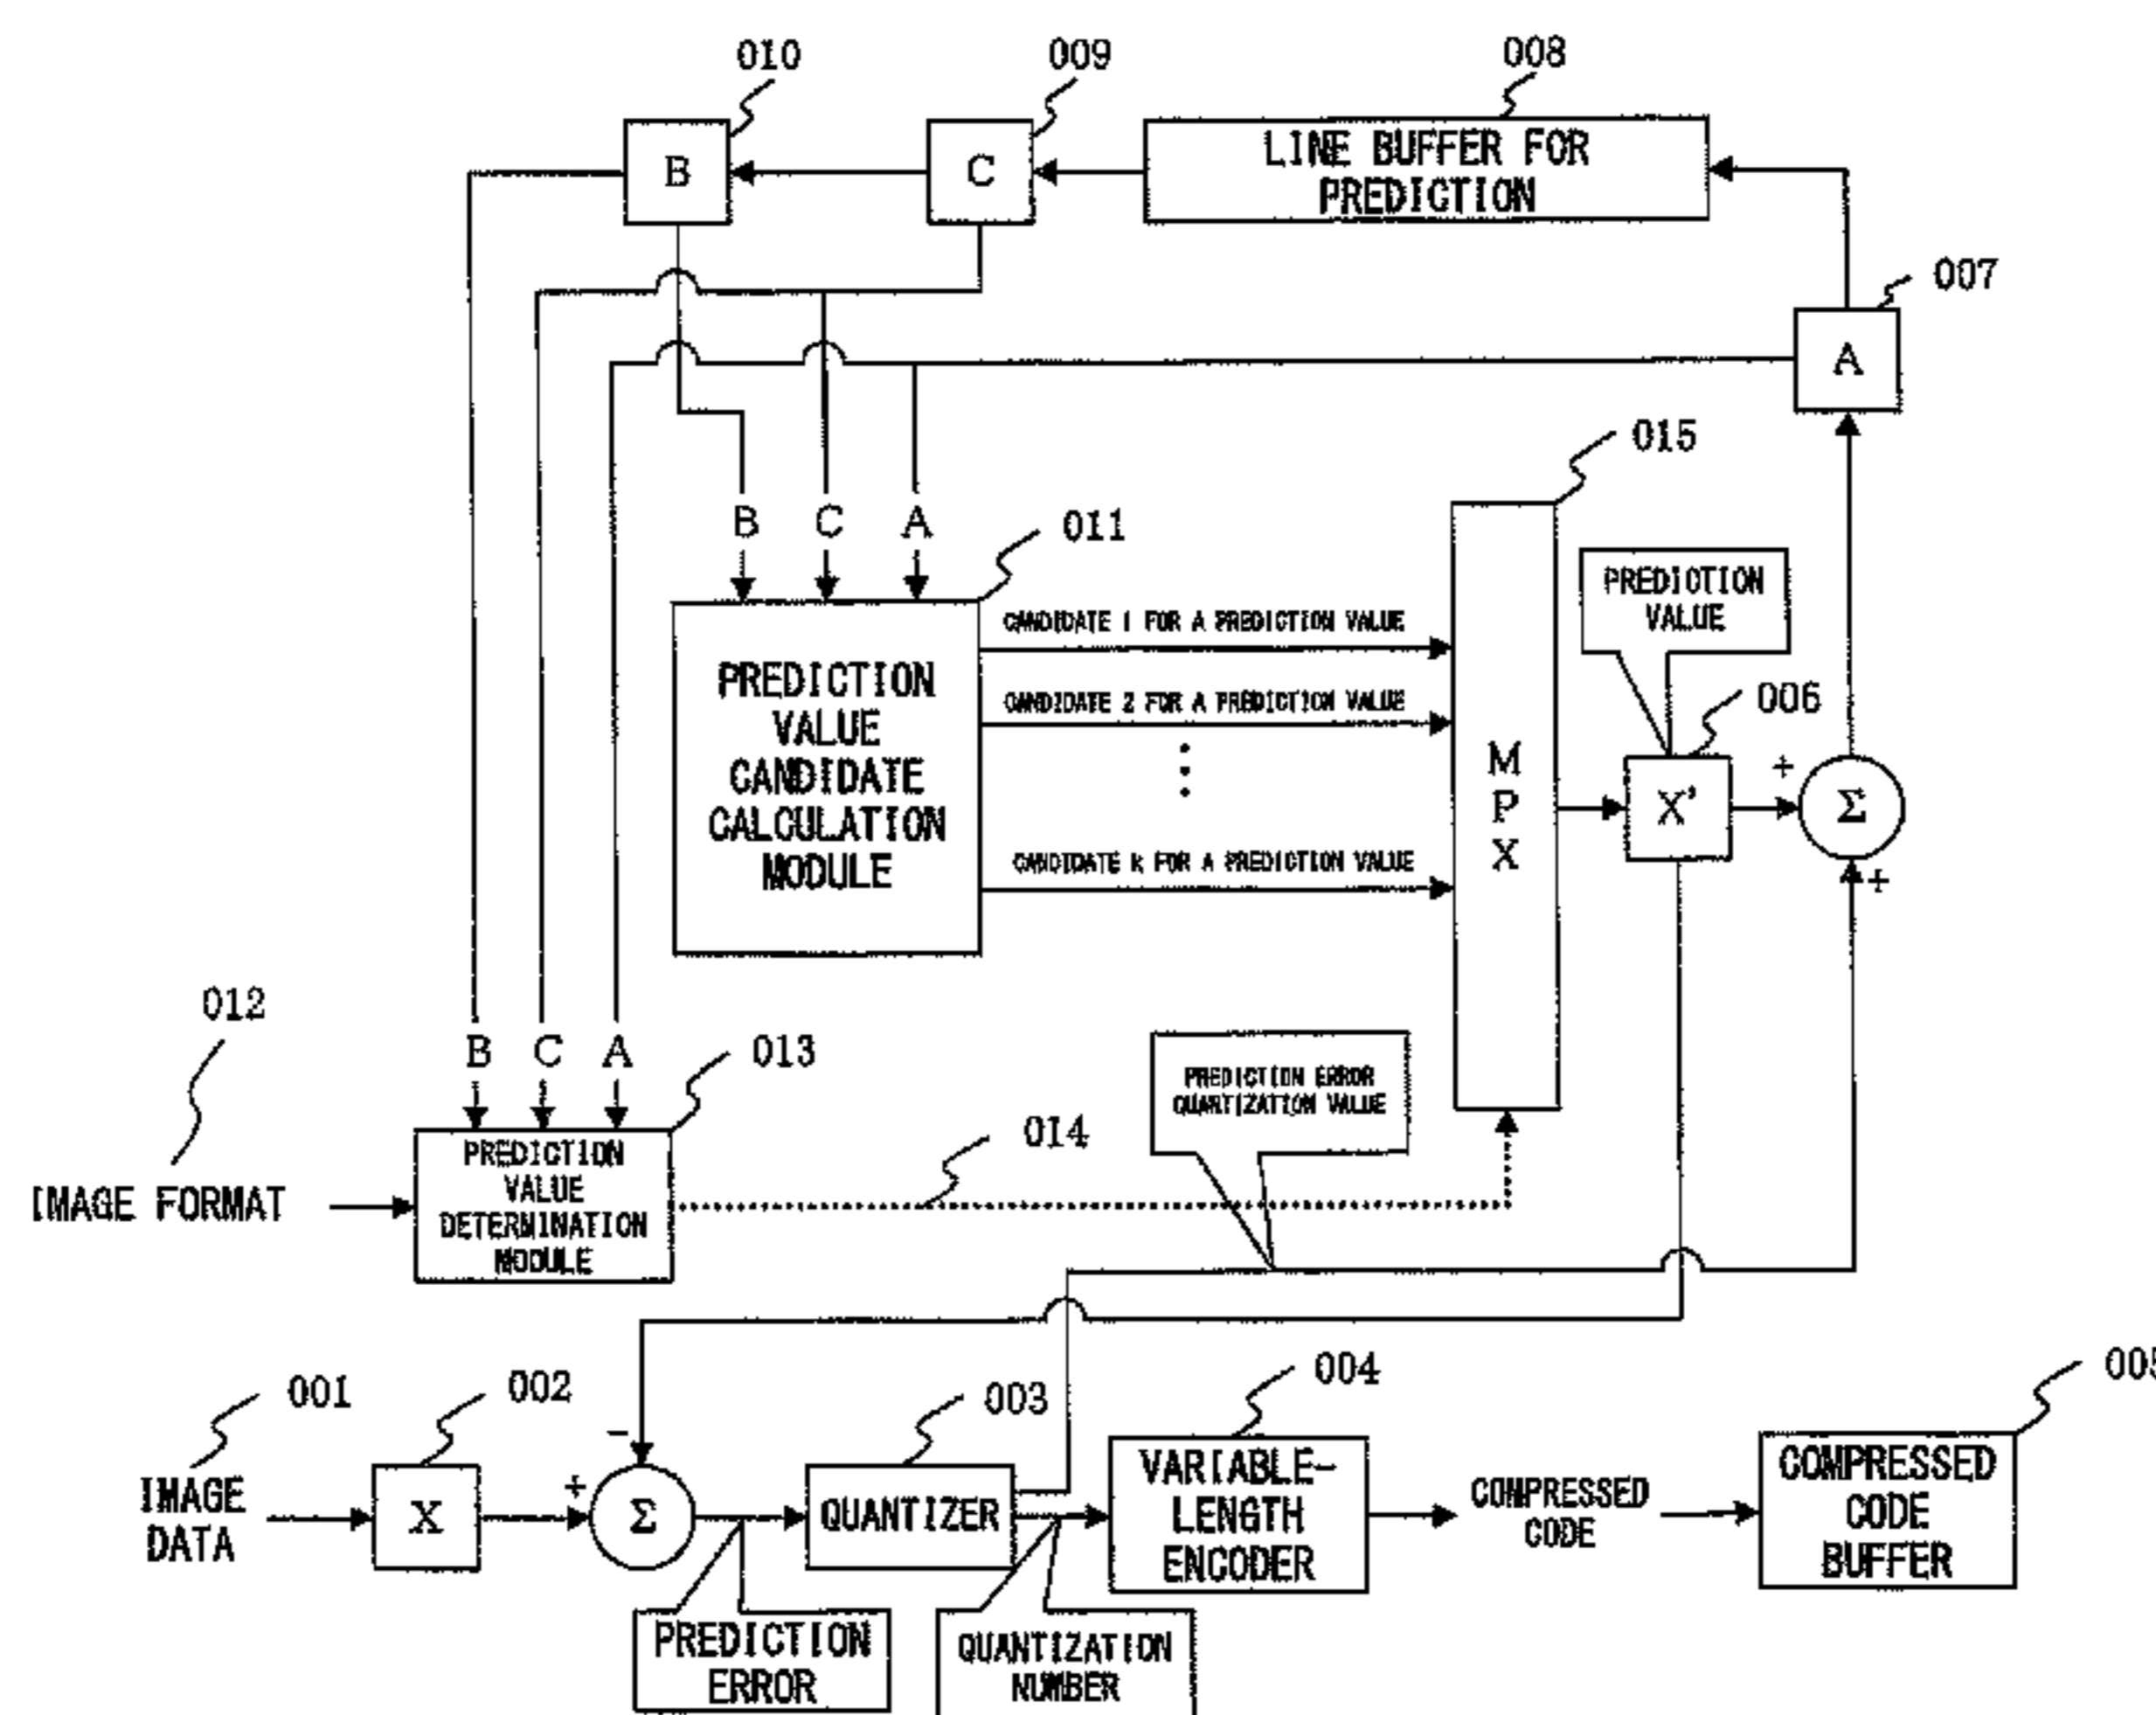 010
009
008
B
C
LINE BUFFER FOR
PREDICTION
007
A
015
B C A
011
PREDICTION
VALUE
CANDIDATE 1 FOR A PREDICTION VALUE
CANDIDATE 2 FOR A PREDICTION VALUE
CANDIDATE k FOR A PREDICTION VALUE
PREDICTION
VALUE
CANDIDATE
CALCULATION
MODULE
M
P
X
006
X'
+
Σ
+
012
B C A
013
PREDICTION ERROR
QUANTIZATION VALUE
014
IMAGE FORMAT
PREDICTION
VALUE
DETERMINATION
MODULE
001
002
003
004
005
IMAGE
DATA
X
+
-
Σ
QUANTIZER
VARIABLE-
LENGTH
ENCODER
COMPRESSED
CODE
COMPRESSED
CODE
BUFFER
PREDICTION
ERROR
QUANTIZATION
NUMBER